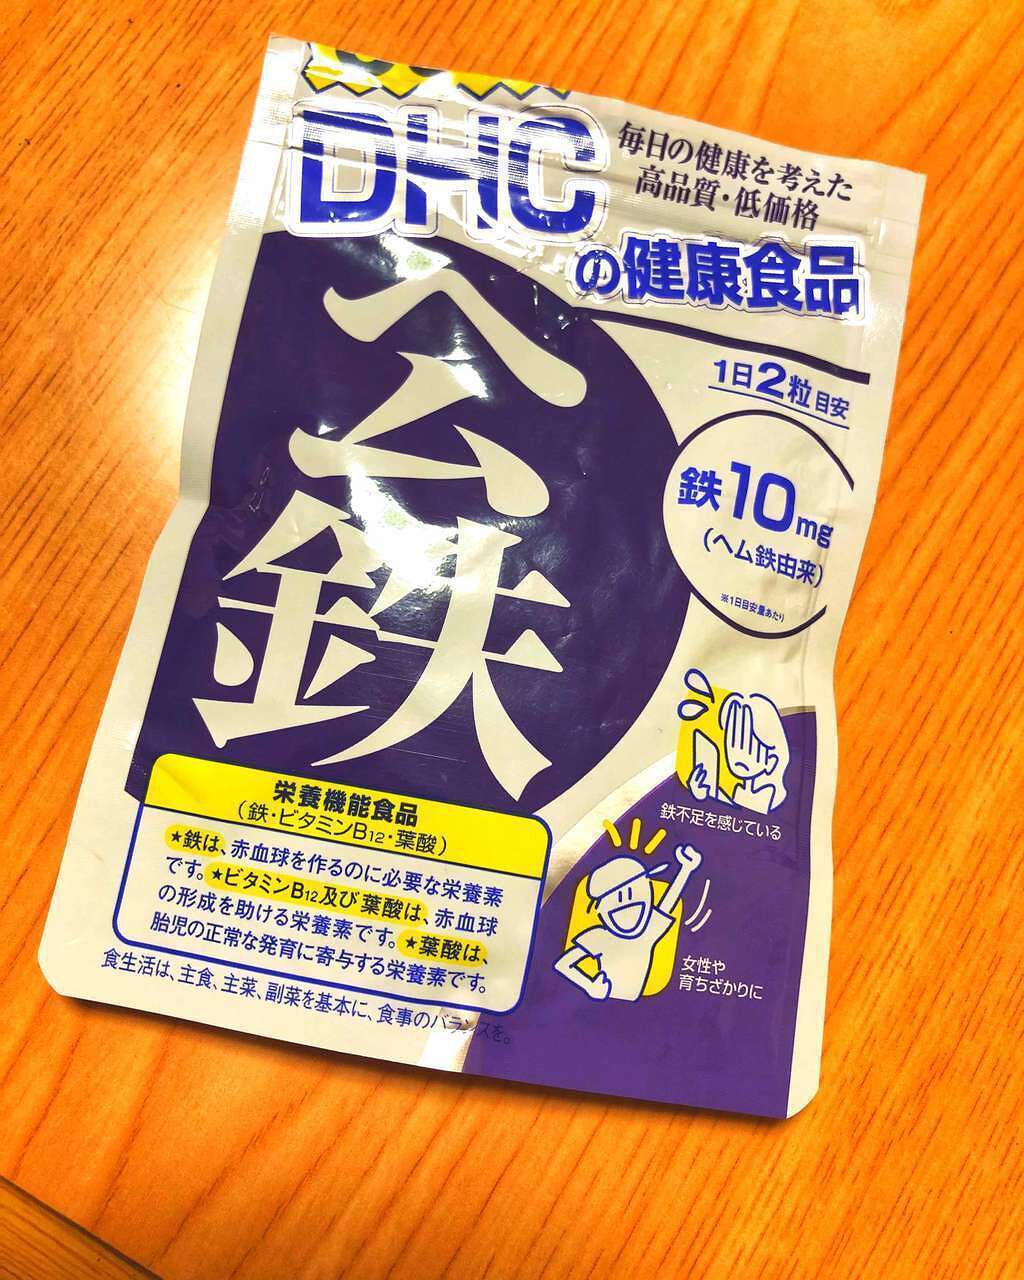 DHC
毎日の健康を考えた
高品質・低価格
の健康食品
ヘム
鉄
1日2粒目安
鉄10mg
(ヘム鉄由来)
※1日目安量あたり
鉄不足を感じている
女性や
育ちざかりに
栄養機能食品
(鉄・ビタミンB12・葉酸)
★鉄は、赤血球を作るのに必要な栄養素
です。★ビタミンB12及び葉酸は、赤血球
の形成を助ける栄養素です。★葉酸は、
胎児の正常な発育に寄与する栄養素です。
食生活は、主食、主菜、副菜を基本に、食事のバランスを。